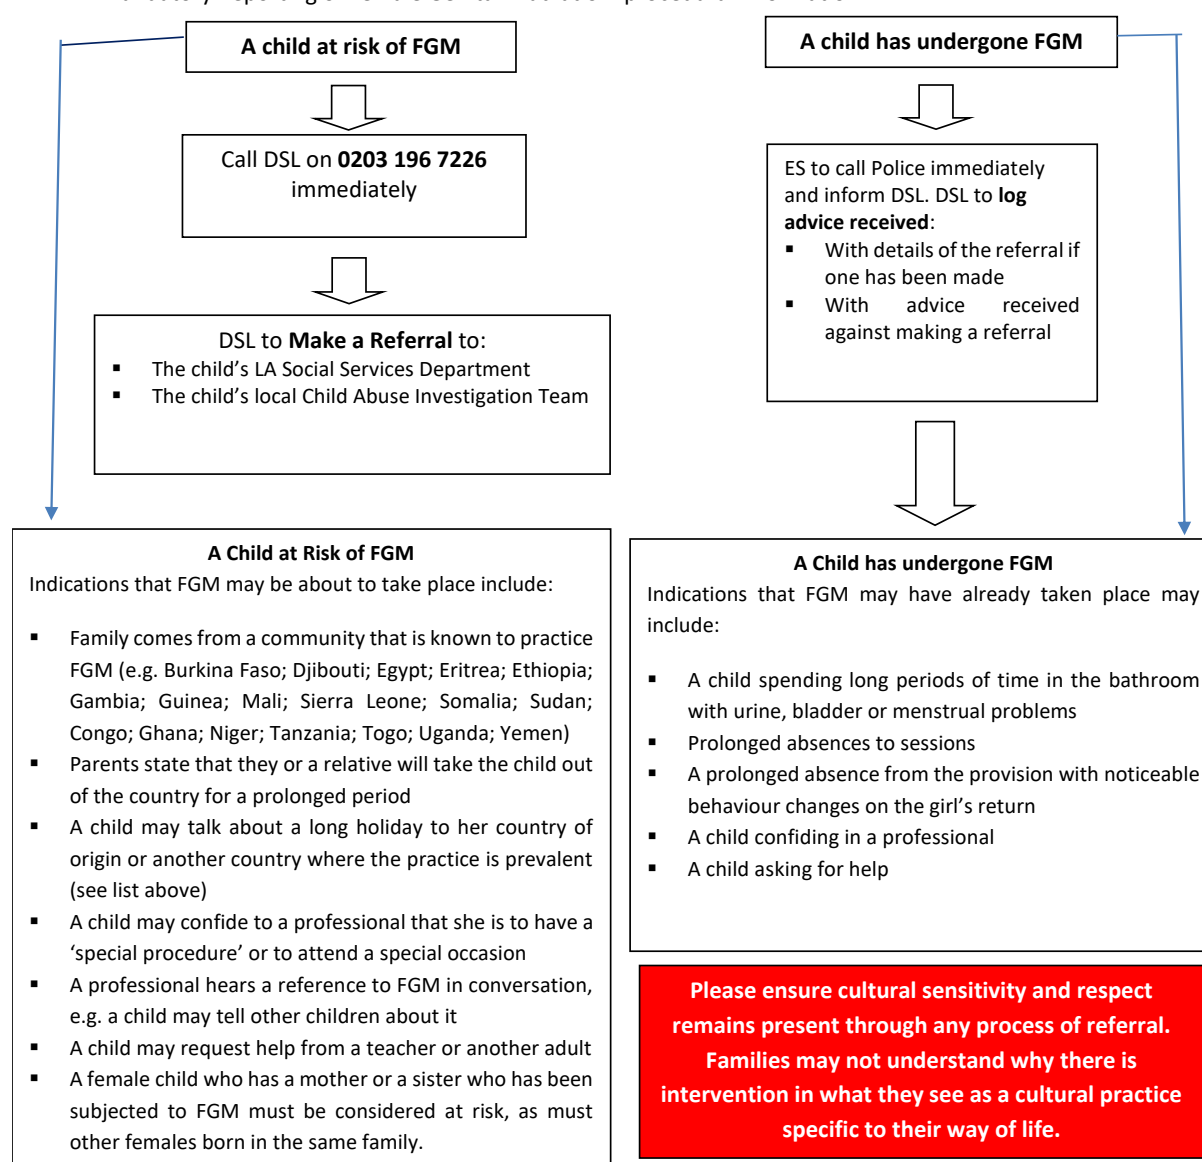 A child at risk of FGM
A child has undergone FGM
Call DSL on 0203 196 7226
immediately
ES to call Police immediately
and inform DSL. DSL to log
advice received:
▪ With details of the referral if
one has been made
▪ With advice received
against making a referral
DSL to Make a Referral to:
▪ The child’s LA Social Services Department
▪ The child’s local Child Abuse Investigation Team
A Child at Risk of FGM
Indications that FGM may be about to take place include:
▪ Family comes from a community that is known to practice
FGM (e.g. Burkina Faso; Djibouti; Egypt; Eritrea; Ethiopia;
Gambia; Guinea; Mali; Sierra Leone; Somalia; Sudan;
Congo; Ghana; Niger; Tanzania; Togo; Uganda; Yemen)
▪ Parents state that they or a relative will take the child out
of the country for a prolonged period
▪ A child may talk about a long holiday to her country of
origin or another country where the practice is prevalent
(see list above)
▪ A child may confide to a professional that she is to have a
‘special procedure’ or to attend a special occasion
▪ A professional hears a reference to FGM in conversation,
e.g. a child may tell other children about it
▪ A child may request help from a teacher or another adult
▪ A female child who has a mother or a sister who has been
subjected to FGM must be considered at risk, as must
other females born in the same family.
A Child has undergone FGM
Indications that FGM may have already taken place may
include:
▪ A child spending long periods of time in the bathroom
with urine, bladder or menstrual problems
▪ Prolonged absences to sessions
▪ A prolonged absence from the provision with noticeable
behaviour changes on the girl’s return
▪ A child confiding in a professional
▪ A child asking for help
Please ensure cultural sensitivity and respect
remains present through any process of referral.
Families may not understand why there is
intervention in what they see as a cultural practice
specific to their way of life.